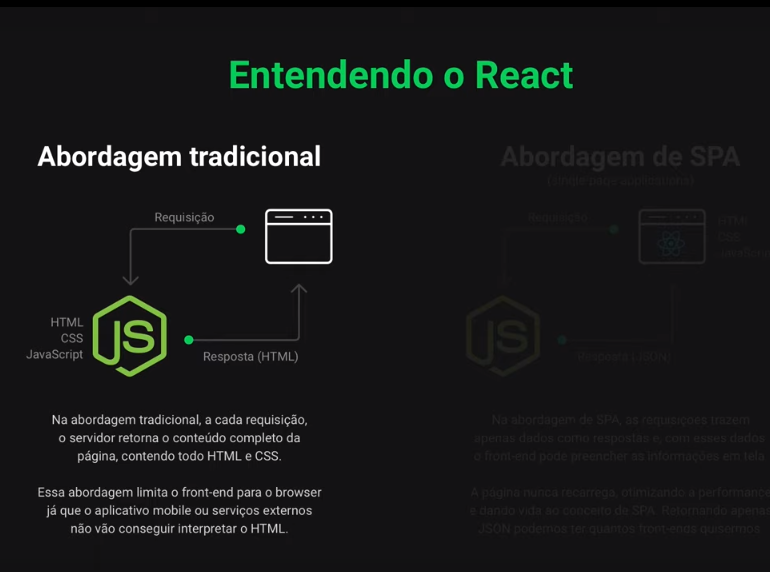 Entendendo o React
Abordagem tradicional
Requisição
HTML
CSS
JavaScript
JS
Resposta (HTML)
Na abordagem tradicional, a cada requisição,
o servidor retorna o conteúdo completo da
página, contendo todo HTML e CSS.
Essa abordagem limita o front-end para o browser
já que o aplicativo mobile ou serviços externos
não vão conseguir interpretar o HTML.
Abordagem de SPA
(single page applications)
Requisição
HTML
CSS
JavaScript
JS
Resposta (JSON)
Na abordagem de SPA, as requisições trazem
apenas dados como respostas e, com esses dados
o front-end pode preencher as informações em tela.
A página nunca recarrega, otimizando a performance
e dando vida ao conceito de SPA. Retornando apenas
JSON podemos ter quantos front-ends quisermos.